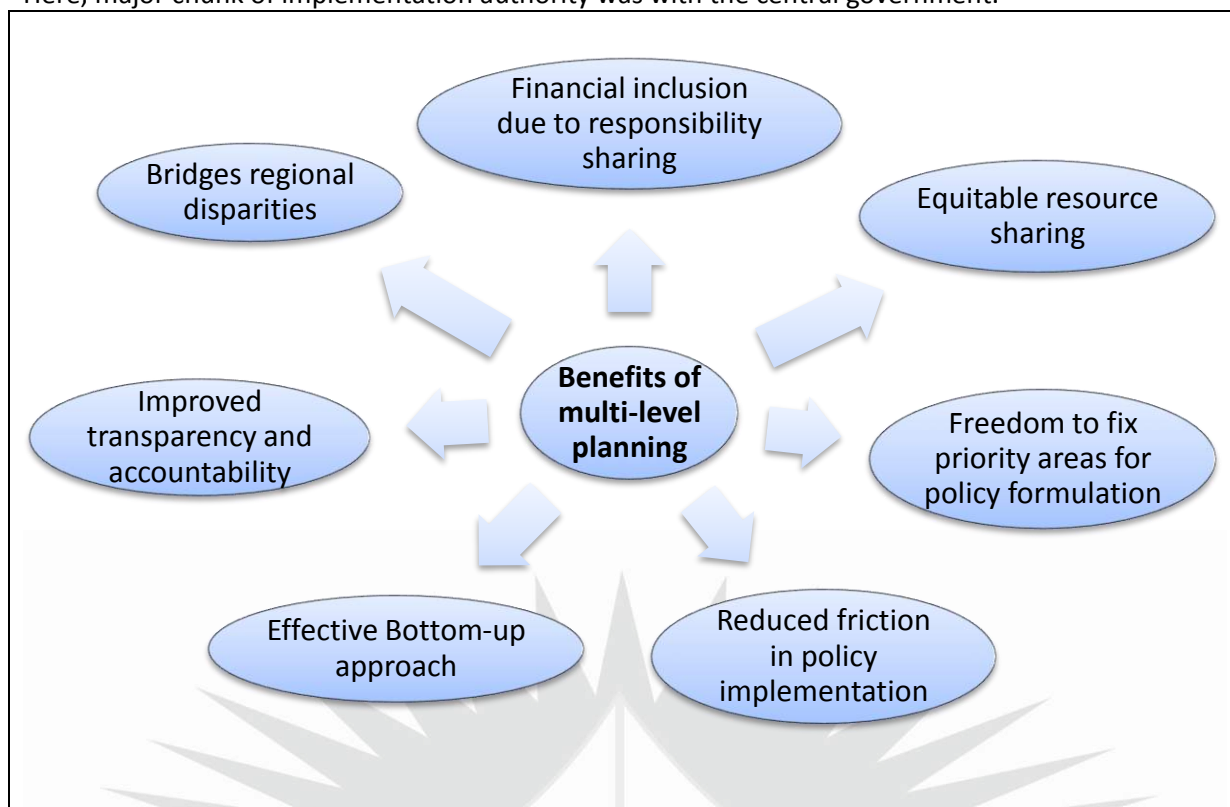 Here, major chunk of implementation authority was with the central government.
Financial inclusion
due to responsibility
sharing
Bridges regional
disparities
Equitable resource
sharing
Benefits of
multi-level
planning
Improved
transparency and
accountability
Freedom to fix
priority areas for
policy formulation
Effective Bottom-up
approach
Reduced friction
in policy
implementation